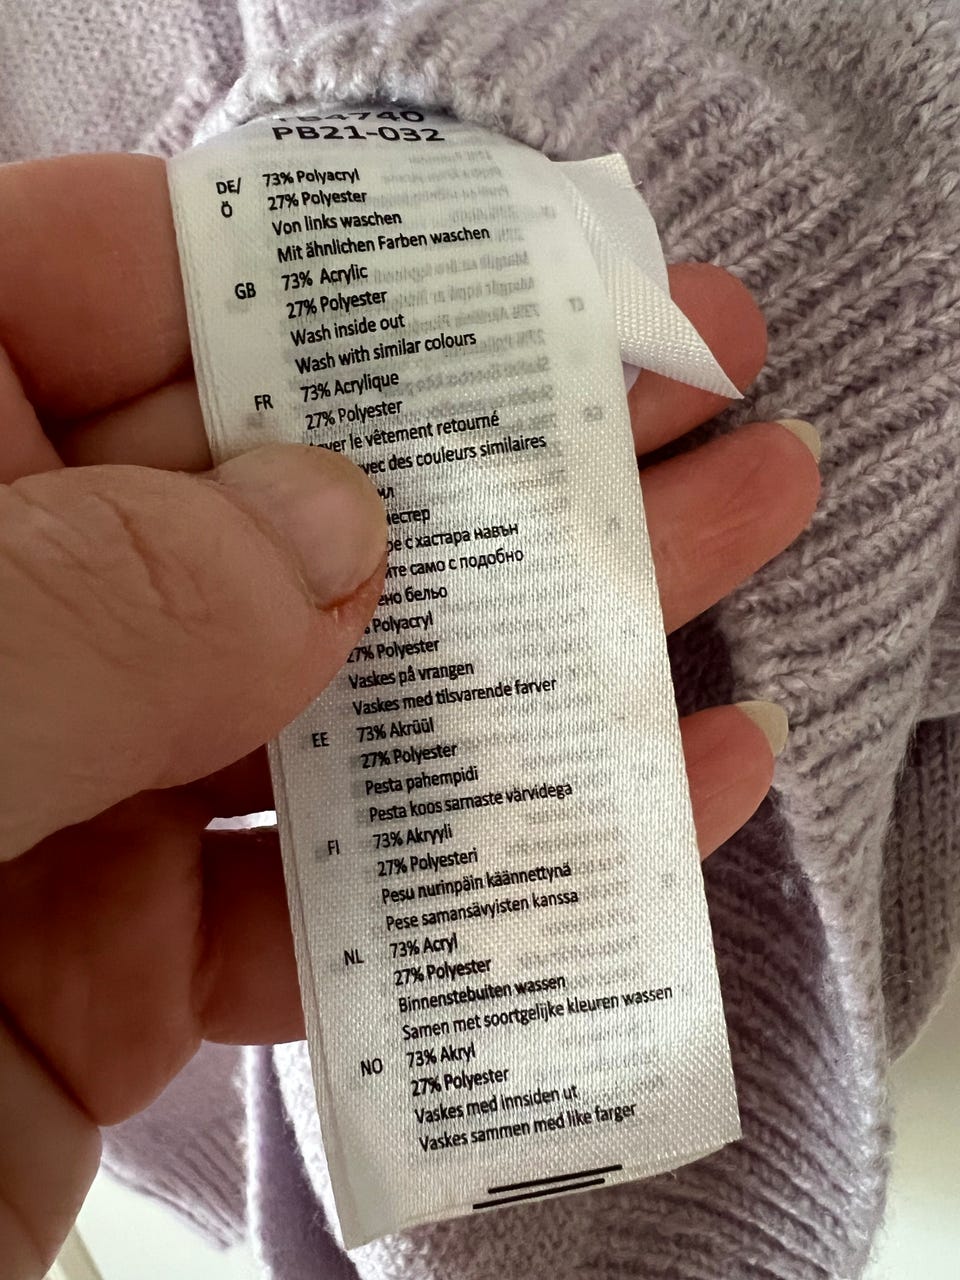 PB21-032
DE/ 73% Polyacryl
Ö 27% Polyester
Von links waschen
Mit ähnlichen Farben waschen
GB 73% Acrylic
27% Polyester
Wash inside out
Wash with similar colours
FR 73% Acrylique
27% Polyester
le vêtement retourné
des couleurs similaires
с хастара навън
само с подобно
бельо
Polyacryl
27% Polyester
Vaskes på vrangen
Vaskes med tilsvarende farver
EE 73% Akrüül
27% Polyester
Pesta pahempidi
Pesta koos sarnaste värvidega
FI 73% Akryyli
27% Polyesteri
Pesu nurinpäin käännettynä
Pese samansävyisten kanssa
NL 73% Acryl
27% Polyester
Binnenstebuiten wassen
Samen met soortgelijke kleuren wassen
NO 73% Akryl
27% Polyester
Vaskes med innsiden ut
Vaskes sammen med like farger